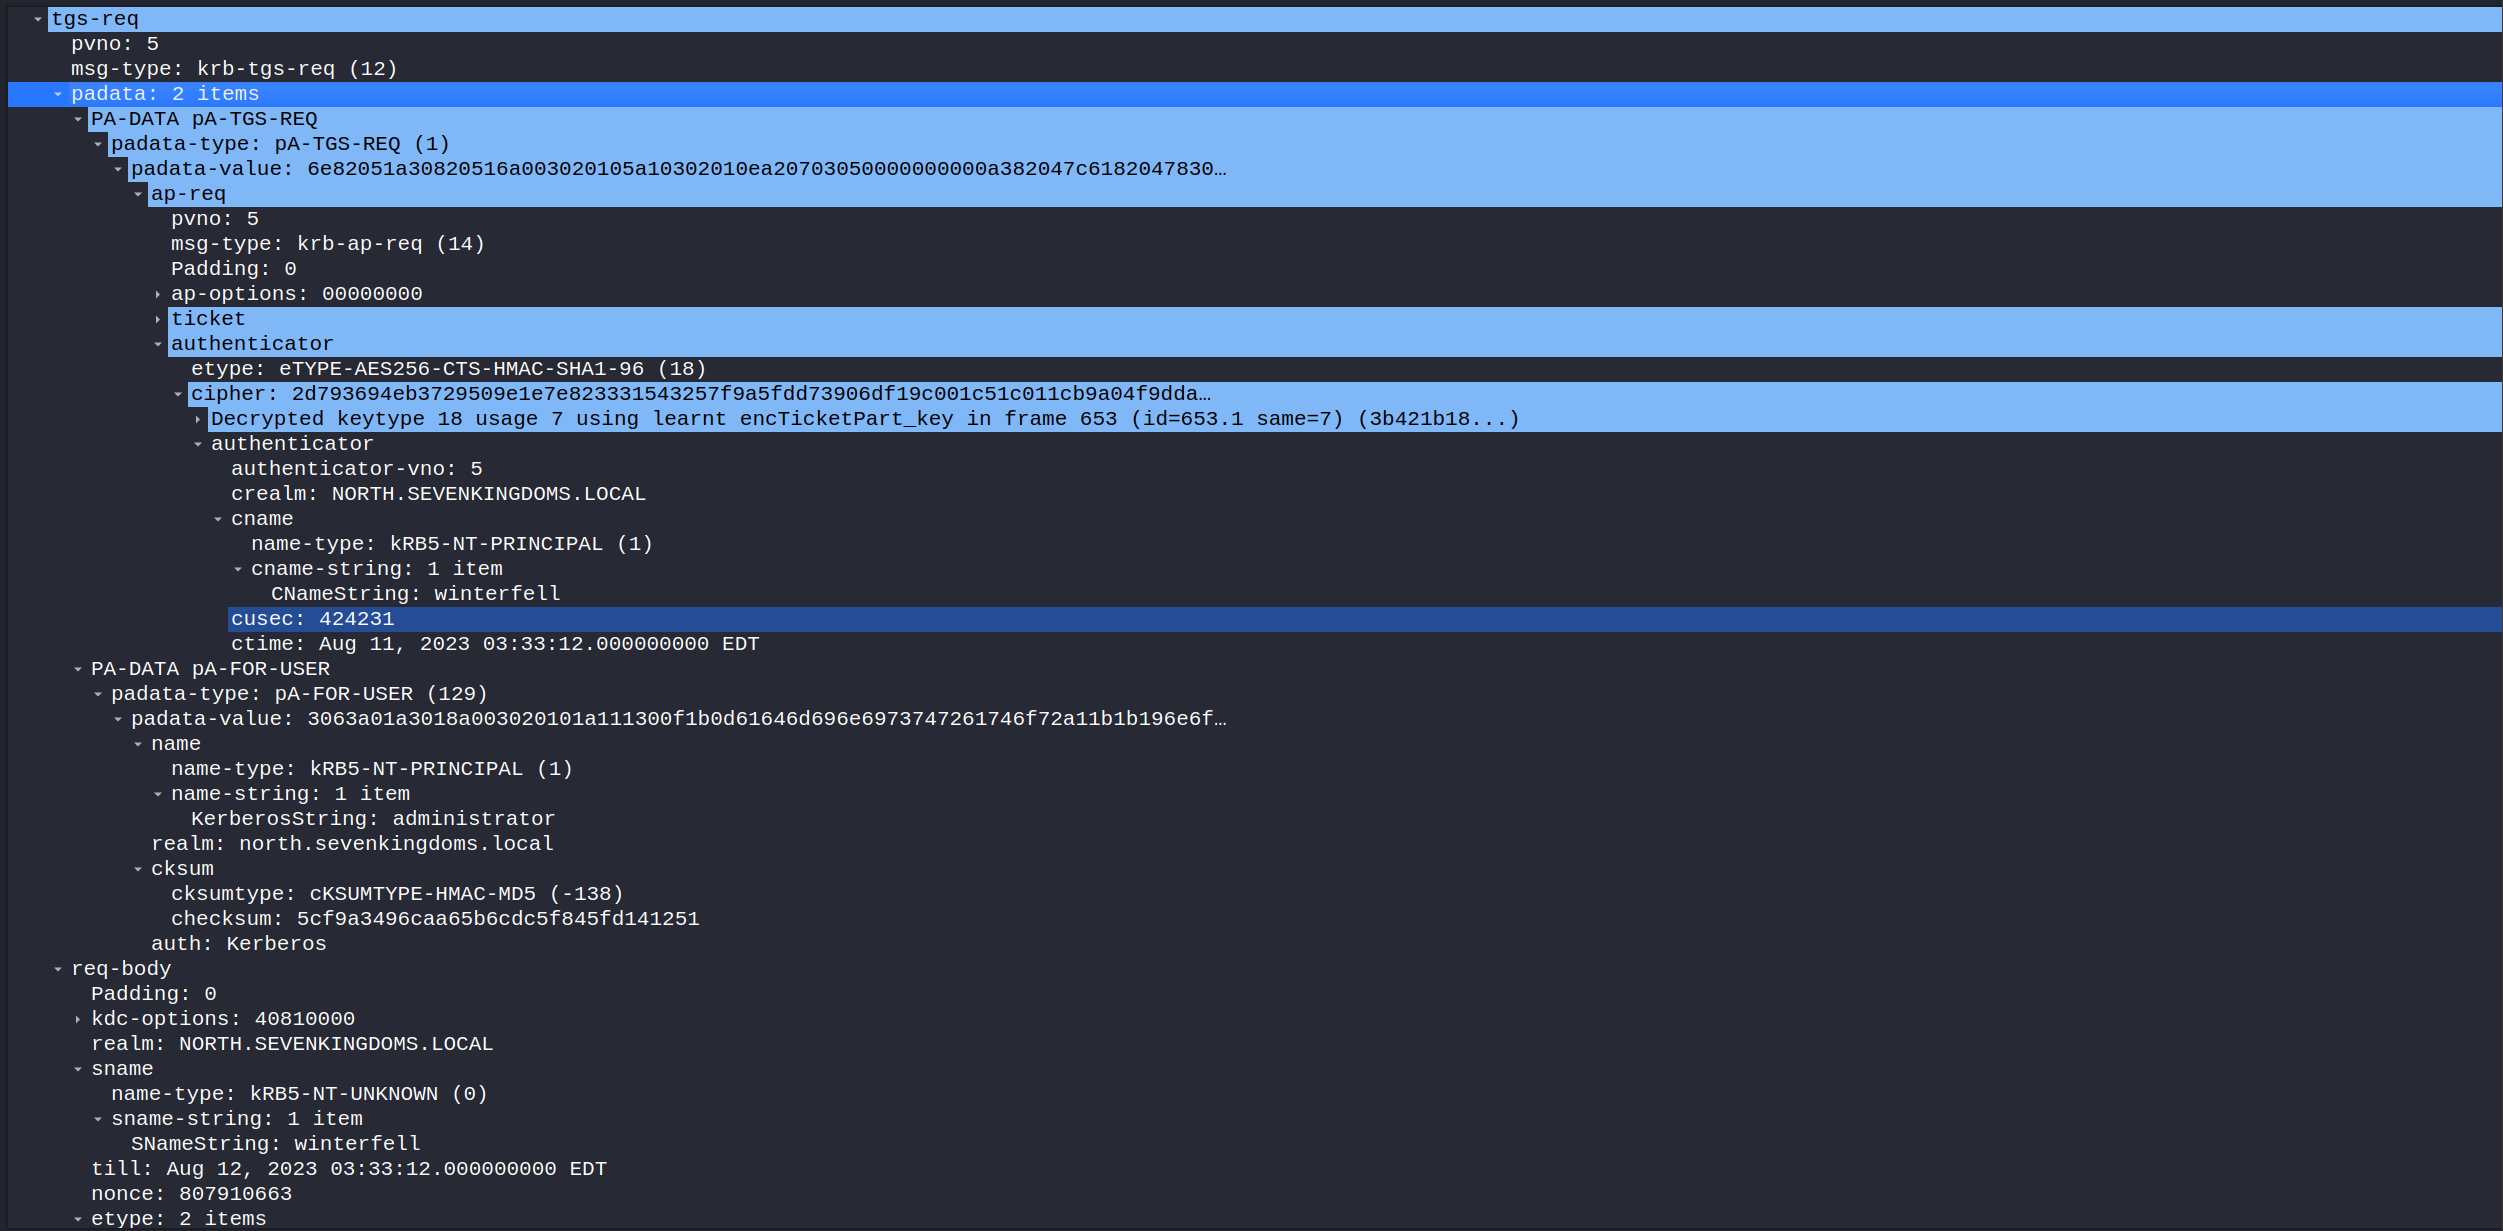 tgs-req
pvno: 5
msg-type: krb-tgs-req (12)
padata: 2 items
PA-DATA pA-TGS-REQ
padata-type: pA-TGS-REQ (1)
padata-value: 6e82051a30820516a003020105a10302010ea20703050000000000a382047c6182047830…
ap-req
pvno: 5
msg-type: krb-ap-req (14)
Padding: 0
ap-options: 00000000
ticket
authenticator
etype: eTYPE-AES256-CTS-HMAC-SHA1-96 (18)
cipher: 2d793694eb3729509e1e7e823331543257f9a5fdd73906df19c001c51c011cb9a04f9dda…
Decrypted keytype 18 usage 7 using learnt encTicketPart_key in frame 653 (id=653.1 same=7) (3b421b18...)
authenticator
authenticator-vno: 5
crealm: NORTH.SEVENKINGDOMS.LOCAL
cname
name-type: kRB5-NT-PRINCIPAL (1)
cname-string: 1 item
CNameString: winterfell
cusec: 424231
ctime: Aug 11, 2023 03:33:12.000000000 EDT
PA-DATA pA-FOR-USER
padata-type: pA-FOR-USER (129)
padata-value: 3063a01a3018a003020101a111300f1b0d61646d696e6973747261746f72a11b1b196e6f…
name
name-type: kRB5-NT-PRINCIPAL (1)
name-string: 1 item
KerberosString: administrator
realm: north.sevenkingdoms.local
cksum
cksumtype: cKSUMTYPE-HMAC-MD5 (-138)
checksum: 5cf9a3496caa65b6cdc5f845fd141251
auth: Kerberos
req-body
Padding: 0
kdc-options: 40810000
realm: NORTH.SEVENKINGDOMS.LOCAL
sname
name-type: kRB5-NT-UNKNOWN (0)
sname-string: 1 item
SNameString: winterfell
till: Aug 12, 2023 03:33:12.000000000 EDT
nonce: 807910663
etype: 2 items